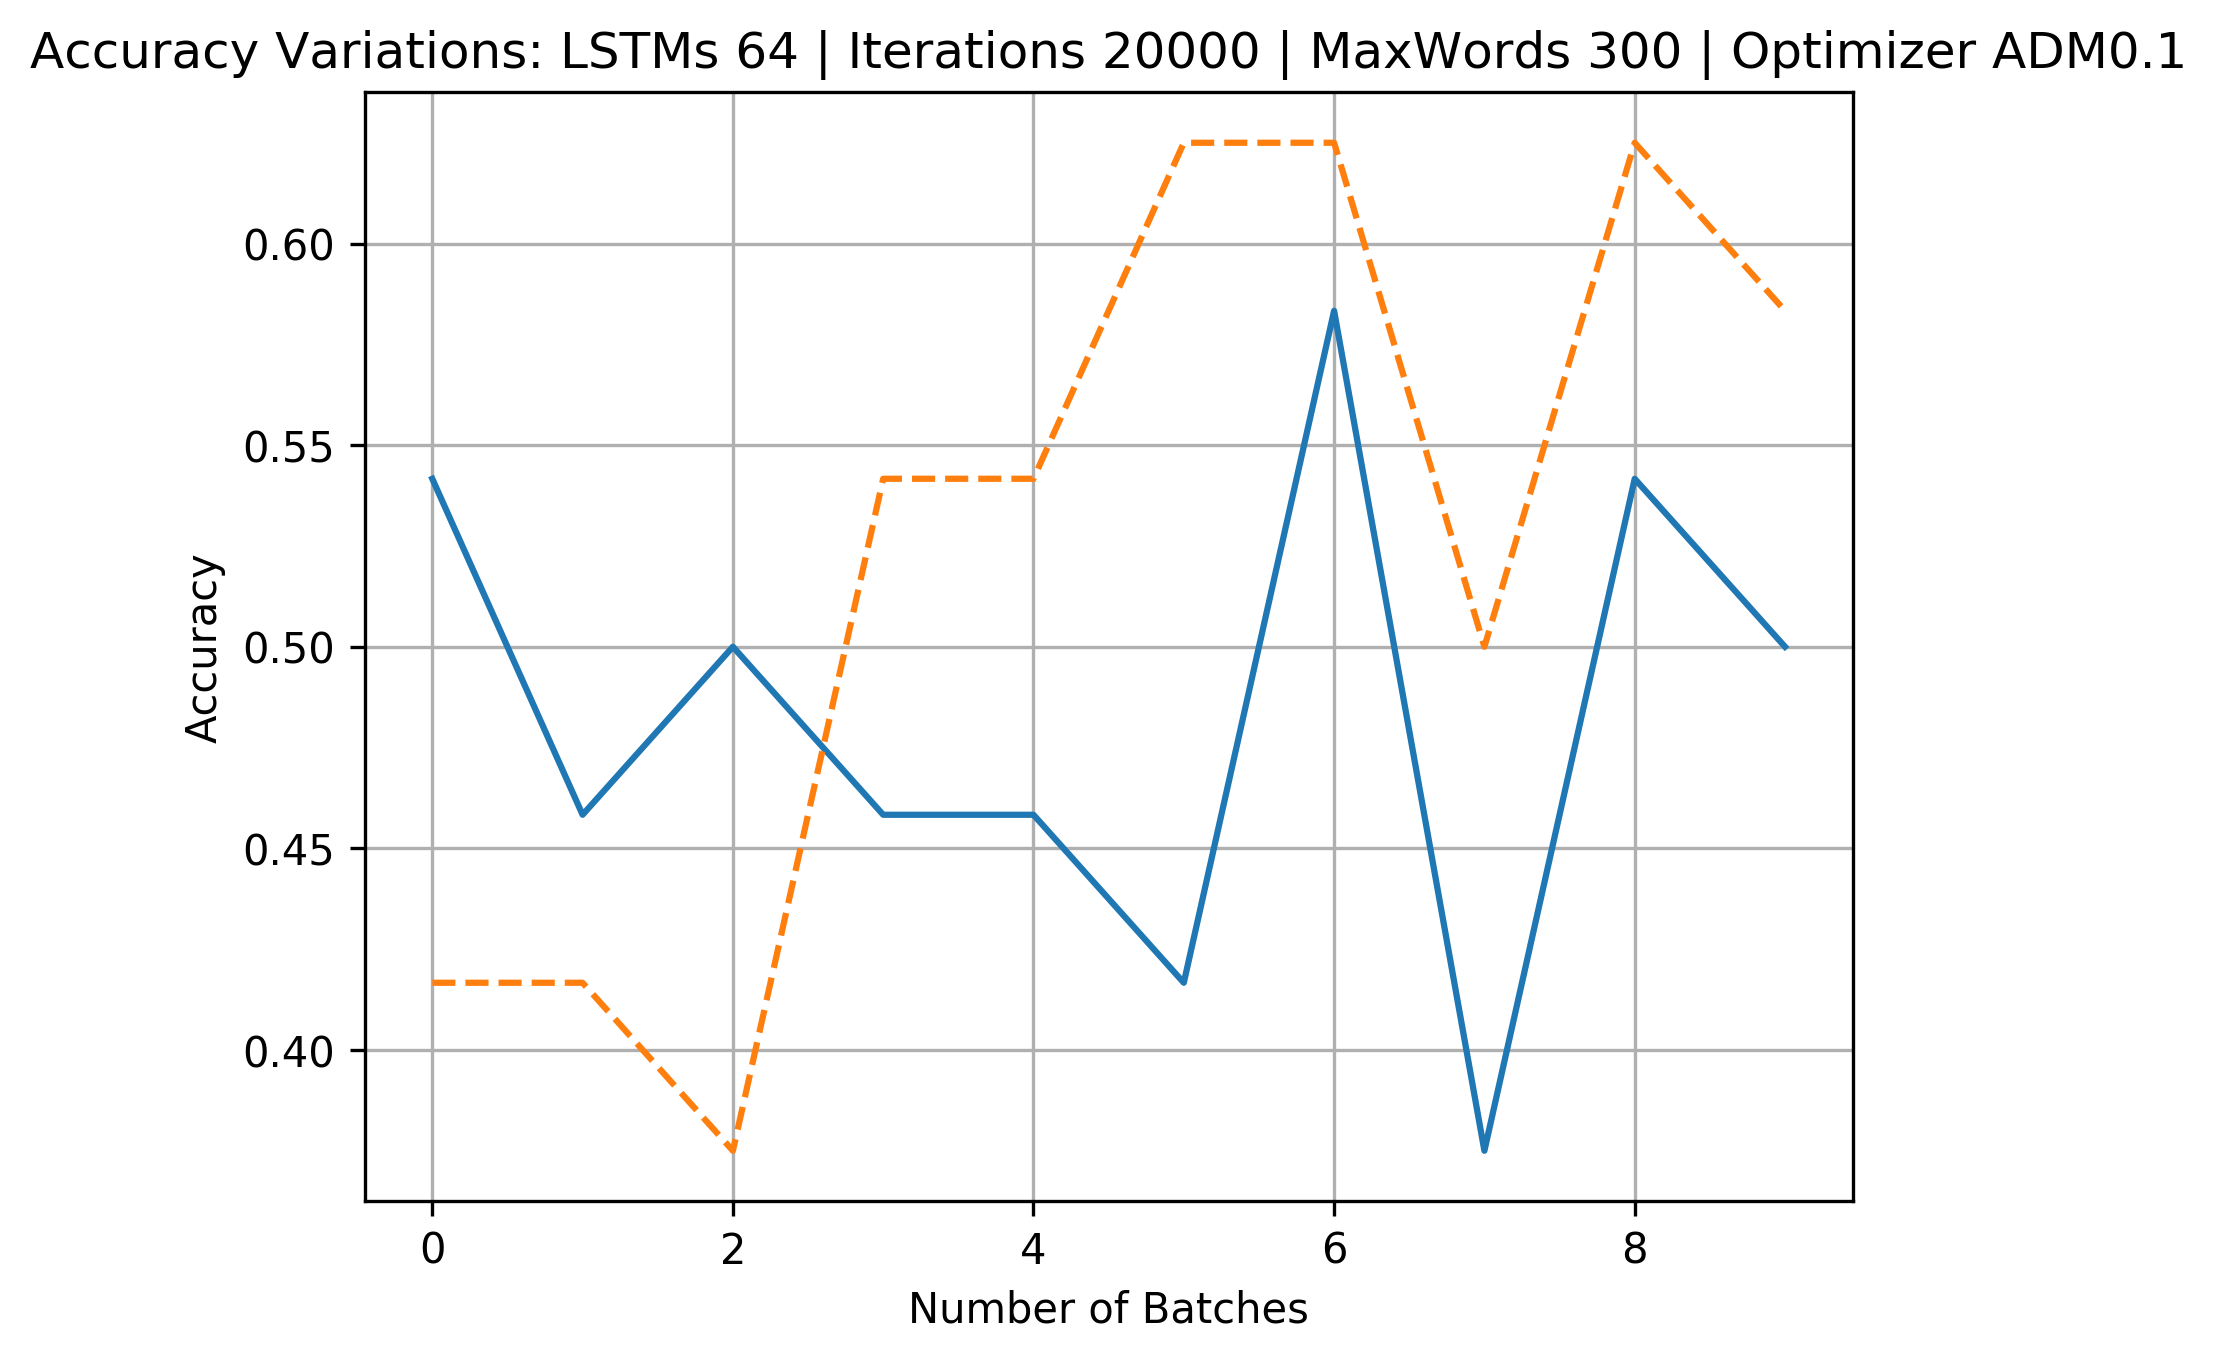 Accuracy Variations: LSTMs 64 | Iterations 20000 | MaxWords 300 | Optimizer ADM0.1
0.60
0.55
0.50
0.45
0.40
Accuracy
0 2 4 6 8
Number of Batches